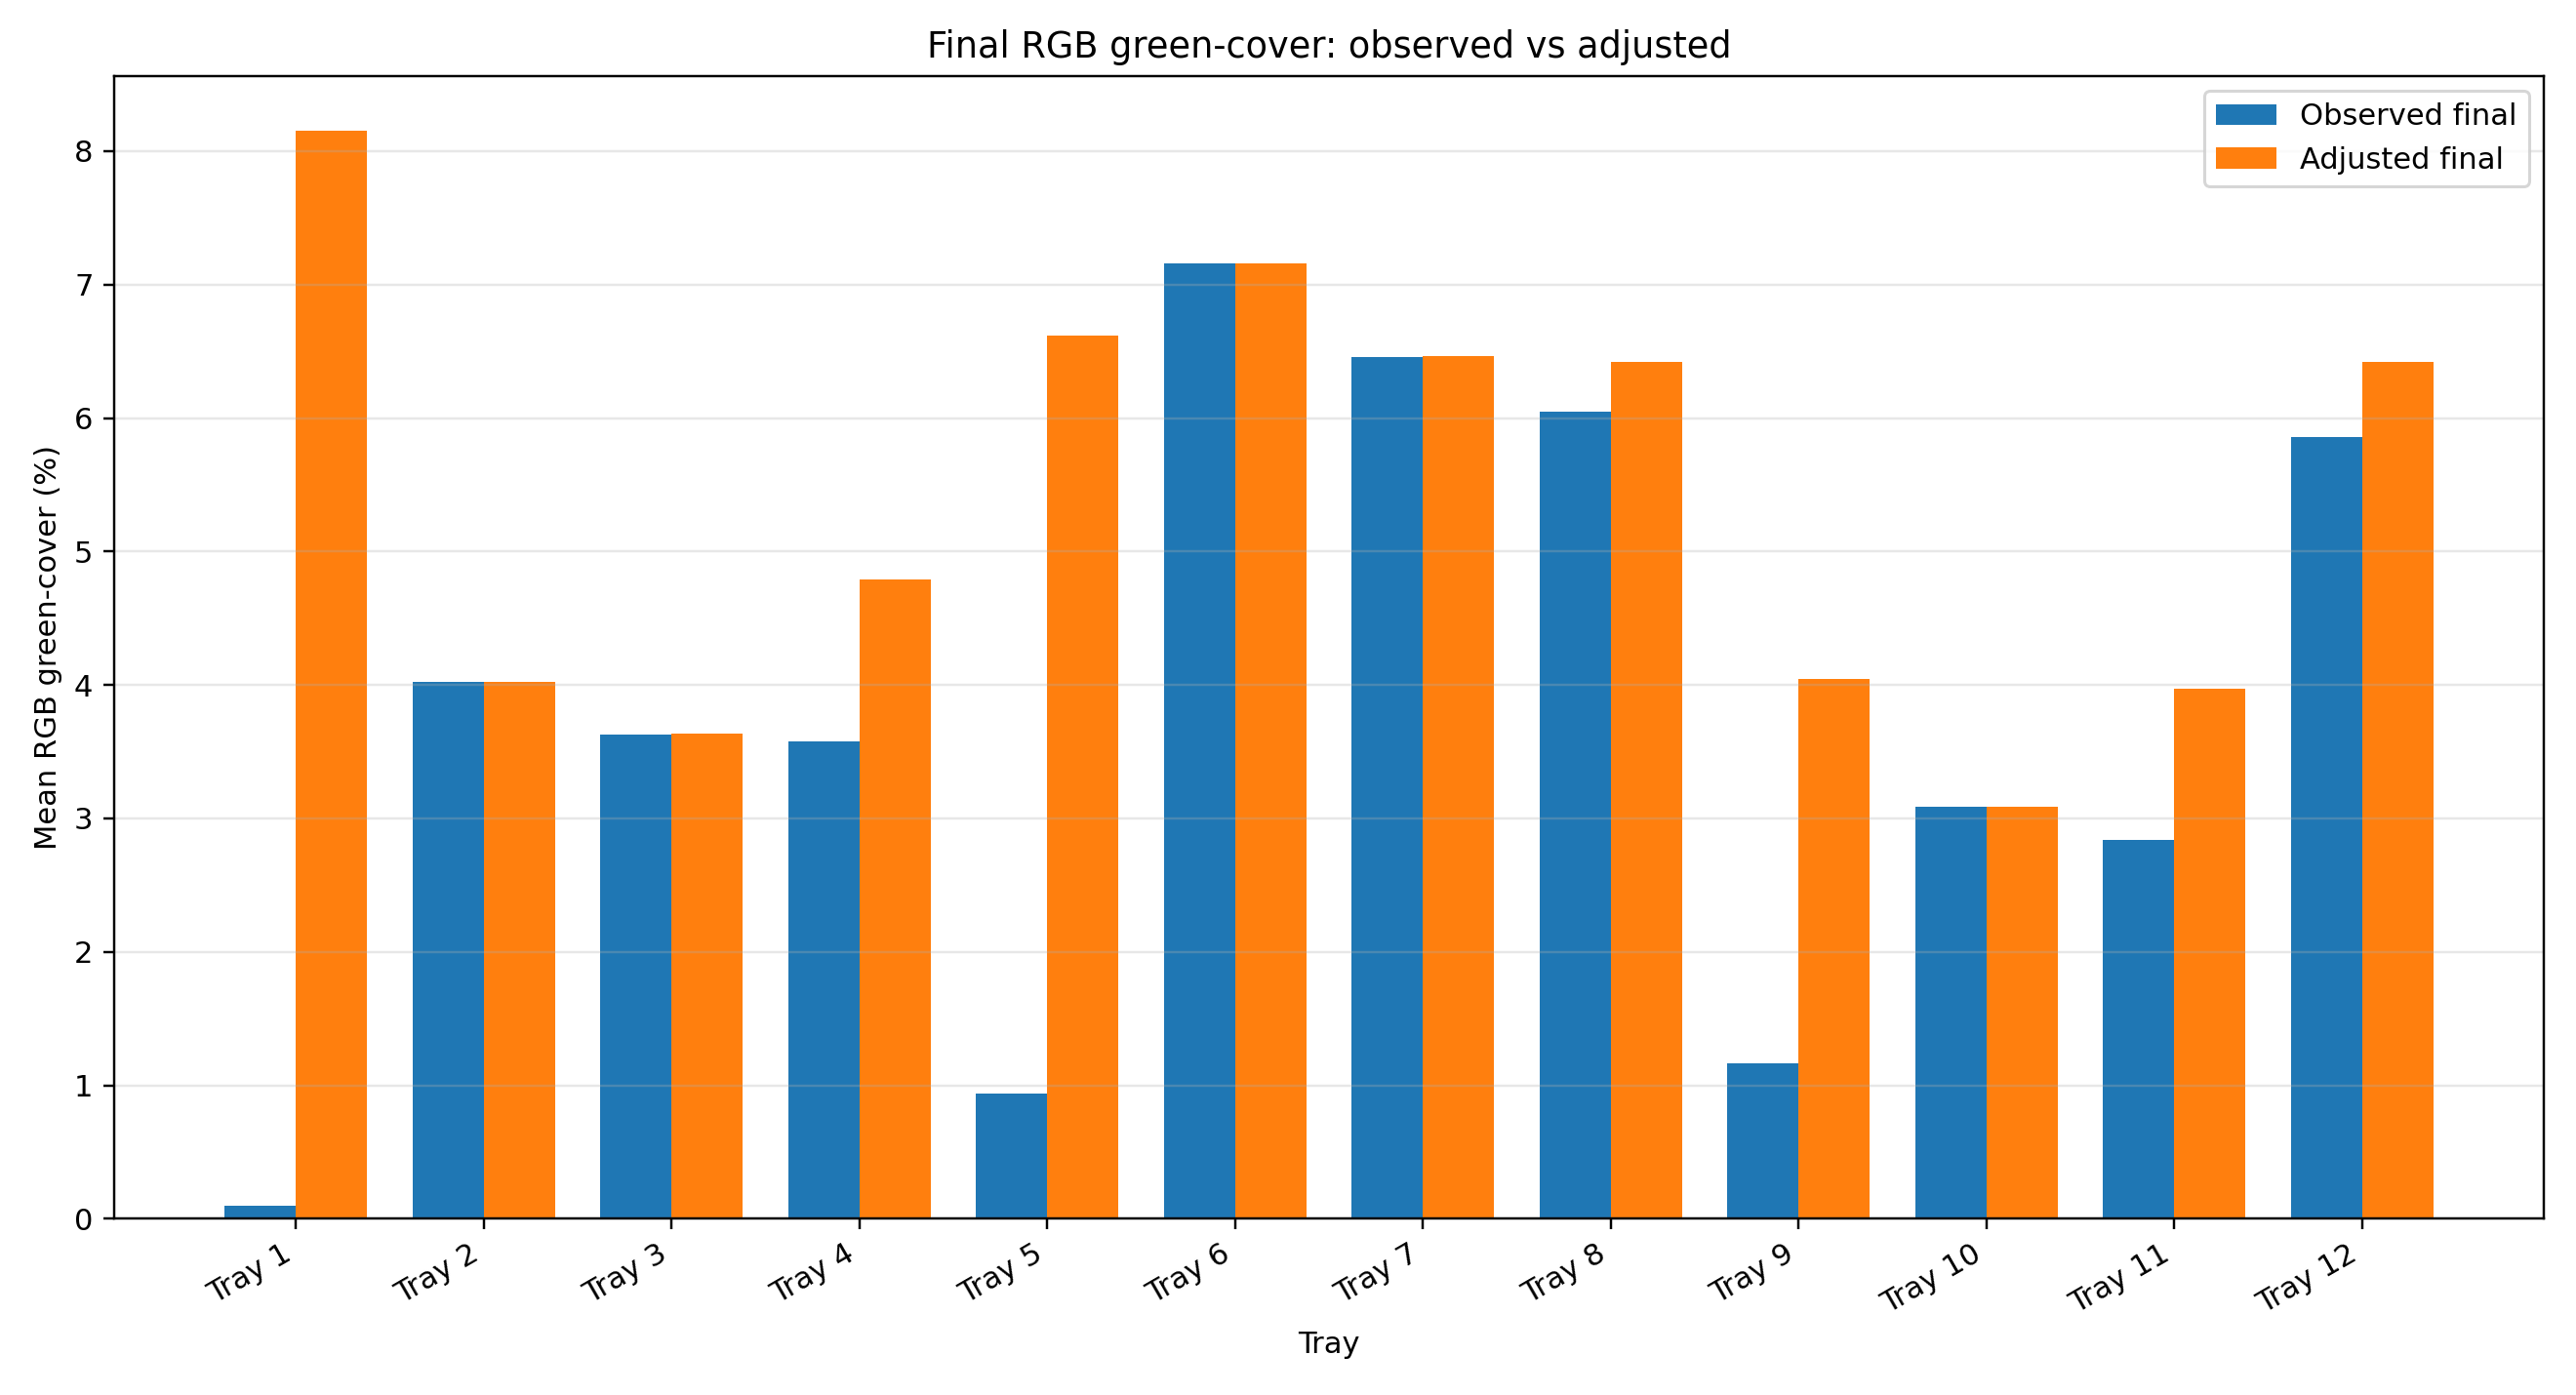 Final RGB green-cover: observed vs adjusted
Observed final
Adjusted final
Mean RGB green-cover (%)
8
7
6
5
4
3
2
1
0
Tray 1
Tray 2
Tray 3
Tray 4
Tray 5
Tray 6
Tray 7
Tray 8
Tray 9
Tray 10
Tray 11
Tray 12
Tray